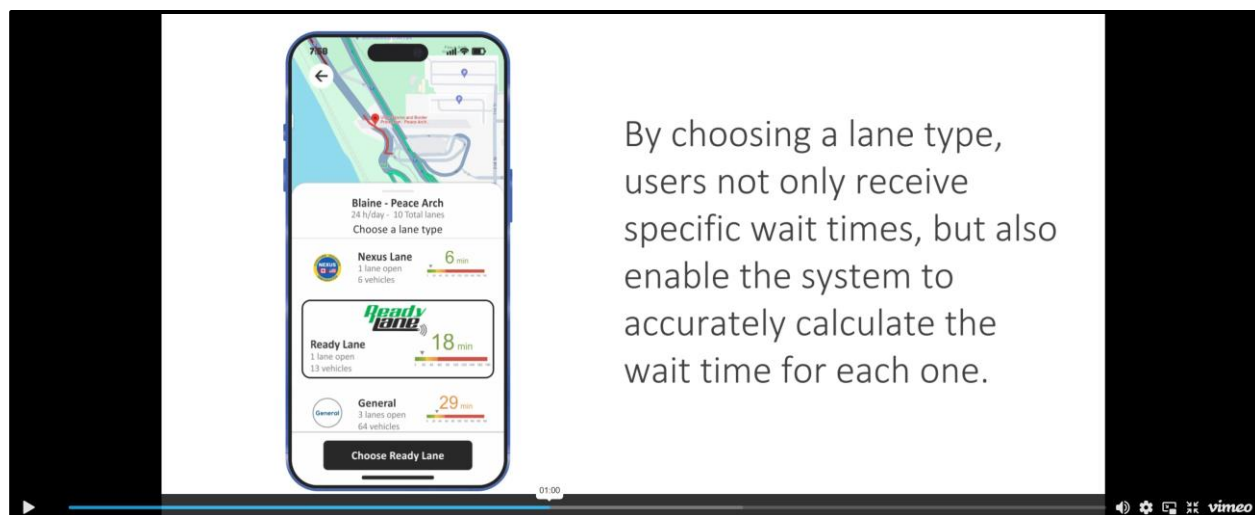 7:58
Blaine - Peace Arch
24 h/day - 10 Total lanes
Choose a lane type
NEXUS
Nexus Lane
1 lane open
6 vehicles
6 min
Ready
lane
Ready Lane
1 lane open
13 vehicles
18 min
General
General
3 lanes open
64 vehicles
29 min
Choose Ready Lane
By choosing a lane type,
users not only receive
specific wait times, but also
enable the system to
accurately calculate the
wait time for each one.
01:00
vimeo